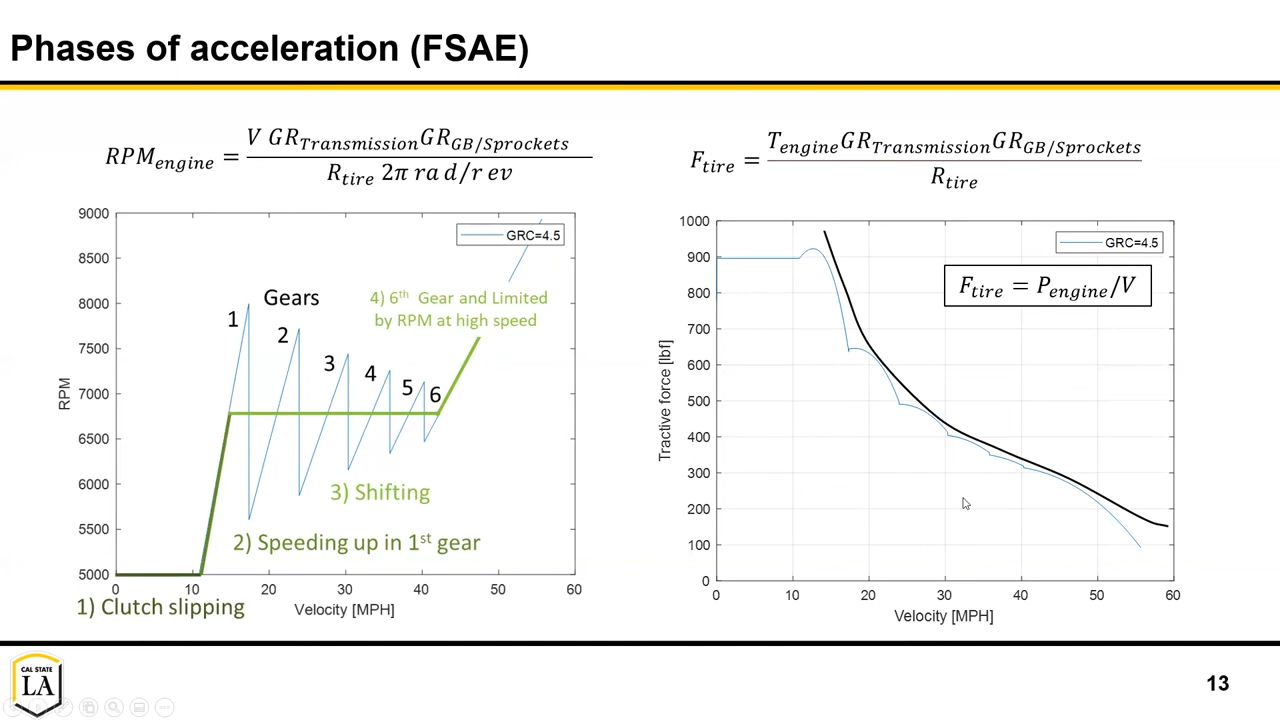 Phases of acceleration (FSAE)
RPM_engine = V GR_Transmission GR_GB/Sprockets / R_tire 2π ra d/r ev
F_tire = T_engine GR_Transmission GR_GB/Sprockets / R_tire
9000
8500
8000
7500
7000
6500
6000
5500
5000
RPM
GRC=4.5
Gears
1
2
3
4
5
6
4) 6th Gear and Limited
by RPM at high speed
3) Shifting
2) Speeding up in 1st gear
0
10
20
30
40
50
60
1) Clutch slipping
Velocity [MPH]
1000
900
800
700
600
500
400
300
200
100
0
Tractive force [lbf]
GRC=4.5
F_tire = P_engine/V
0
10
20
30
40
50
60
Velocity [MPH]
CAL STATE
LA
13